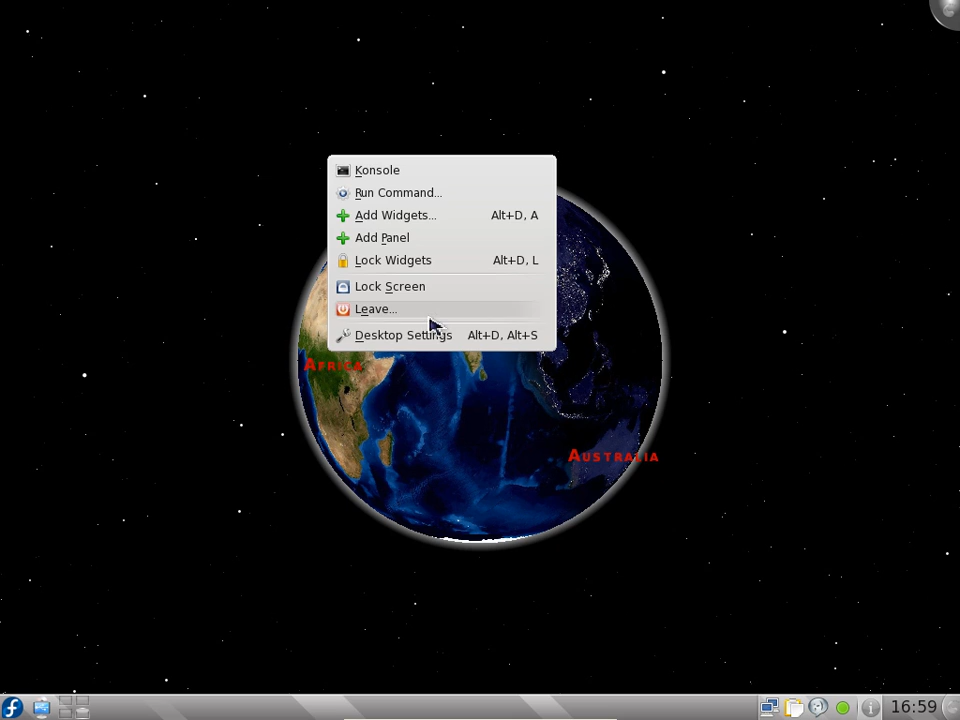 Konsole
Run Command...
Add Widgets... Alt+D, A
Add Panel
Lock Widgets Alt+D, L
Lock Screen
Leave...
Desktop Settings Alt+D, Alt+S
AFRICA
AUSTRALIA
16:59